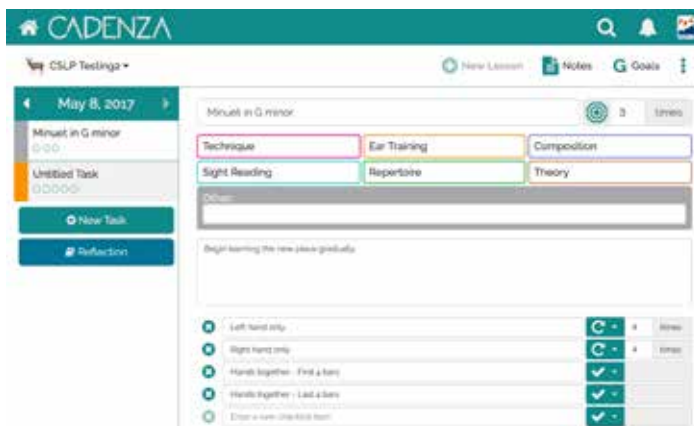 CADENZA
CSLP Testing2
New Lesson Notes G Goals
May 8, 2017
Minuet in G minor
Untitled Task
New Task
Reflection
Minuet in G minor 3 times
Technique Ear Training Composition
Sight Reading Repertoire Theory
Other:
Begin learning the new piece gradually.
Left hand only 4 times
Right hand only 4 times
Hands together - First 4 bars
Hands together - Last 4 bars
Enter a new checklist item